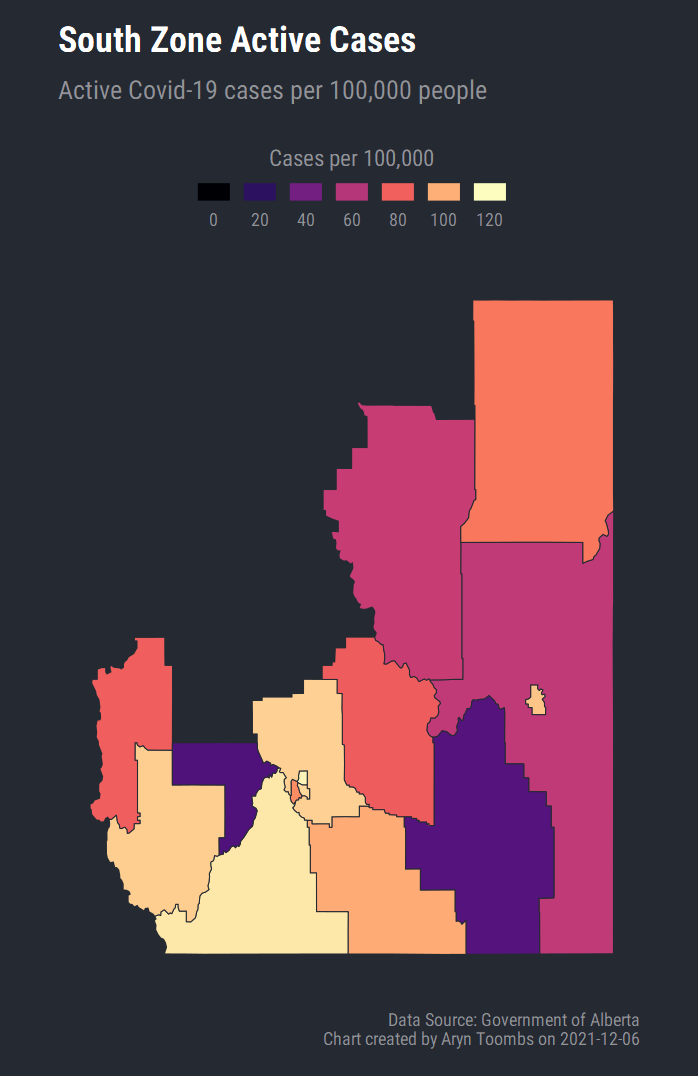 South Zone Active Cases
Active Covid-19 cases per 100,000 people
Cases per 100,000
0 20 40 60 80 100 120
Data Source: Government of Alberta
Chart created by Aryn Toombs on 2021-12-06